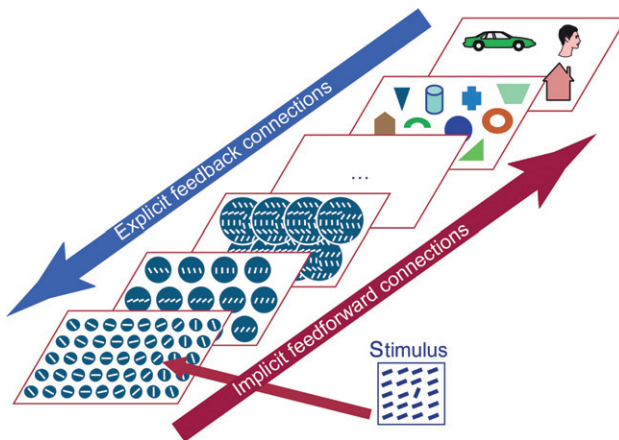 Explicit feedback connections
...
Implicit feedforward connections
Stimulus